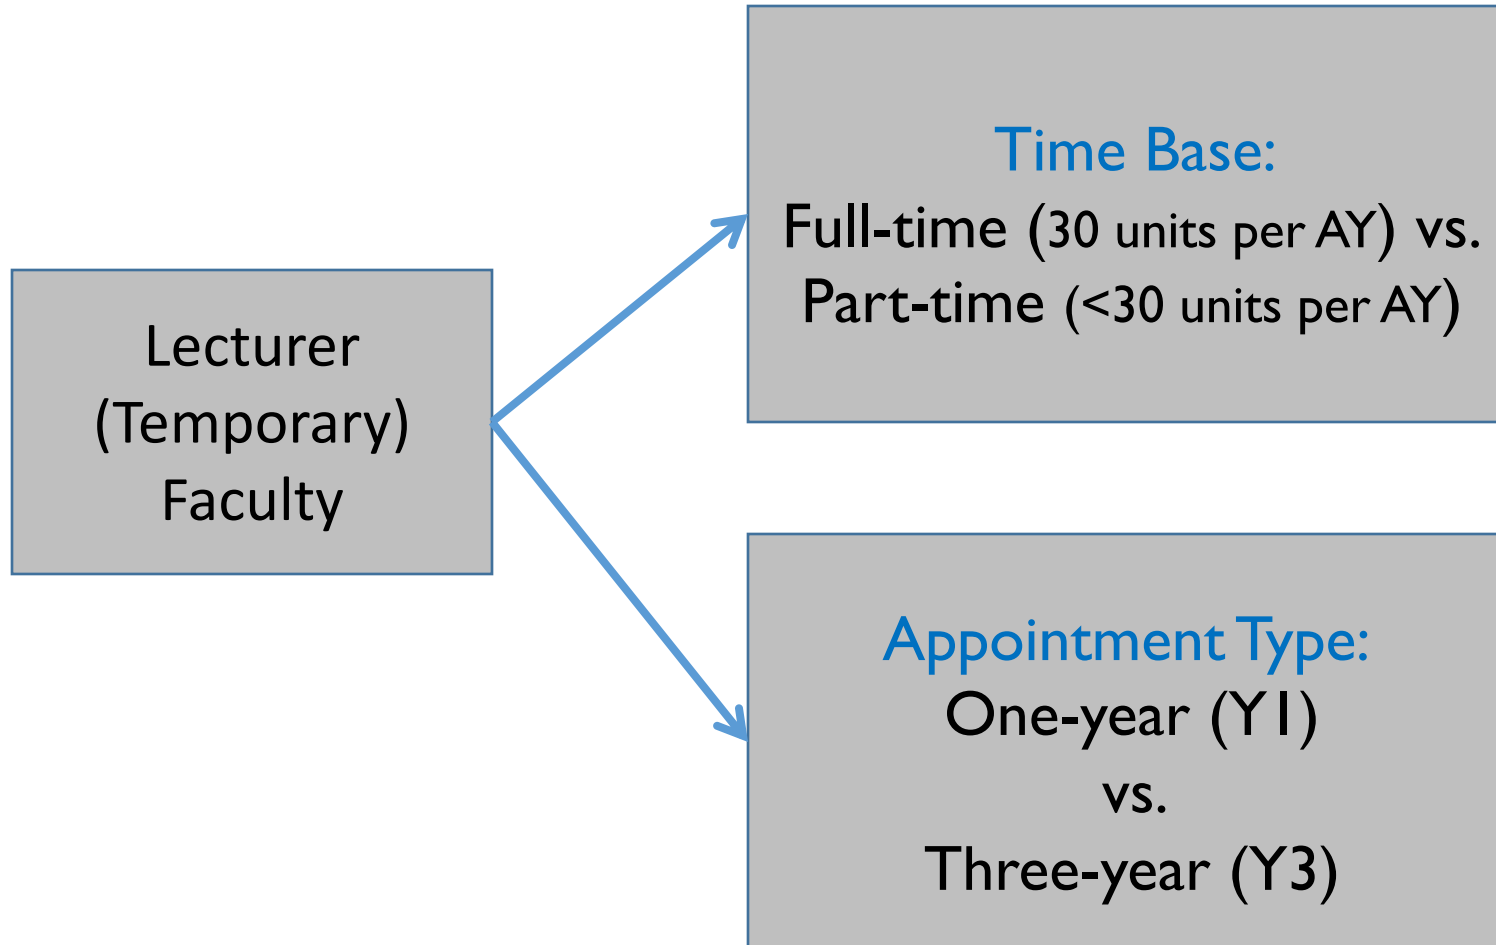 Lecturer
(Temporary)
Faculty
Time Base:
Full-time (30 units per AY) vs.
Part-time (<30 units per AY)
Appointment Type:
One-year (Y1)
vs.
Three-year (Y3)